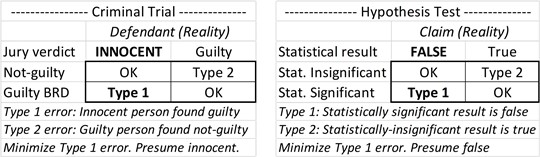 --------------- Criminal Trial --------------
Defendant (Reality)
Jury verdict INNOCENT Guilty
Not-guilty OK Type 2
Guilty BRD Type 1 OK
Type 1 error: Innocent person found guilty
Type 2 error: Guilty person found not-guilty
Minimize Type 1 error. Presume innocent.
--------------- Hypothesis Test --------------
Claim (Reality)
Statistical result FALSE True
Stat. Insignificant OK Type 2
Stat. Significant Type 1 OK
Type 1: Statistically significant result is false
Type 2: Statistically-insignificant result is true
Minimize Type 1 error. Presume false